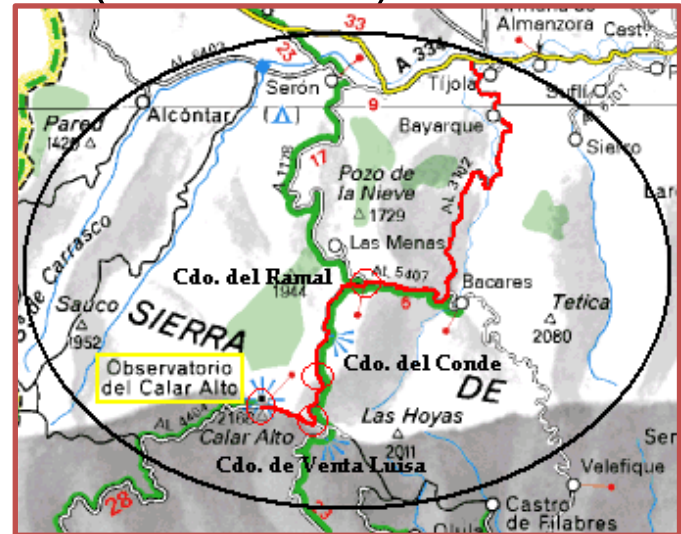 33
Almanzora
Cast.
A 334
AL 6402
23
Serón
Tíjola
Suflí
AL 6107
9
Alcóntar
Bayarque
Pared
1420
Sierro
A 1178
17
Pozo de
la Nieve
1729
AL 3102
Las Menas
Cdo. del Ramal
AL 5407
de Carrasco
1944
6
Bacares
Sauco
1952
SIERRA
Tetica
2080
Observatorio
del Calar Alto
Cdo. del Conde
DE
AL 4404
2168
Calar Alto
Las Hoyas
2011
Cdo. de Venta Luisa
Velefique
28
Castro
de Filabres